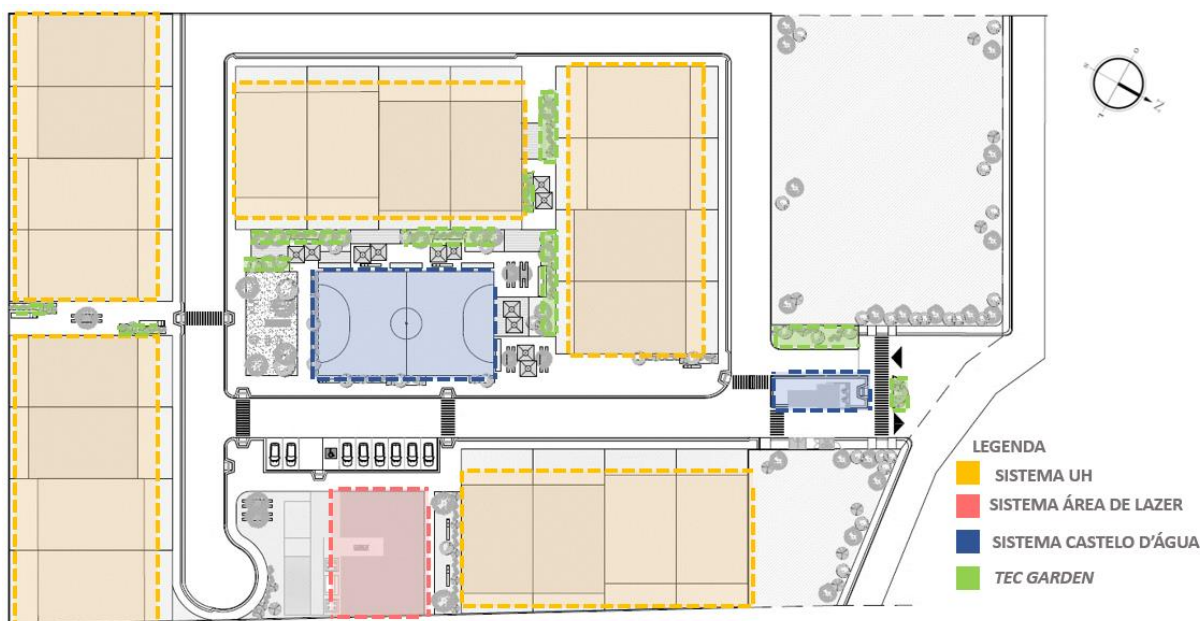 N.
LEGENDA
SISTEMA UH
SISTEMA ÁREA DE LAZER
SISTEMA CASTELO D'ÁGUA
TEC GARDEN